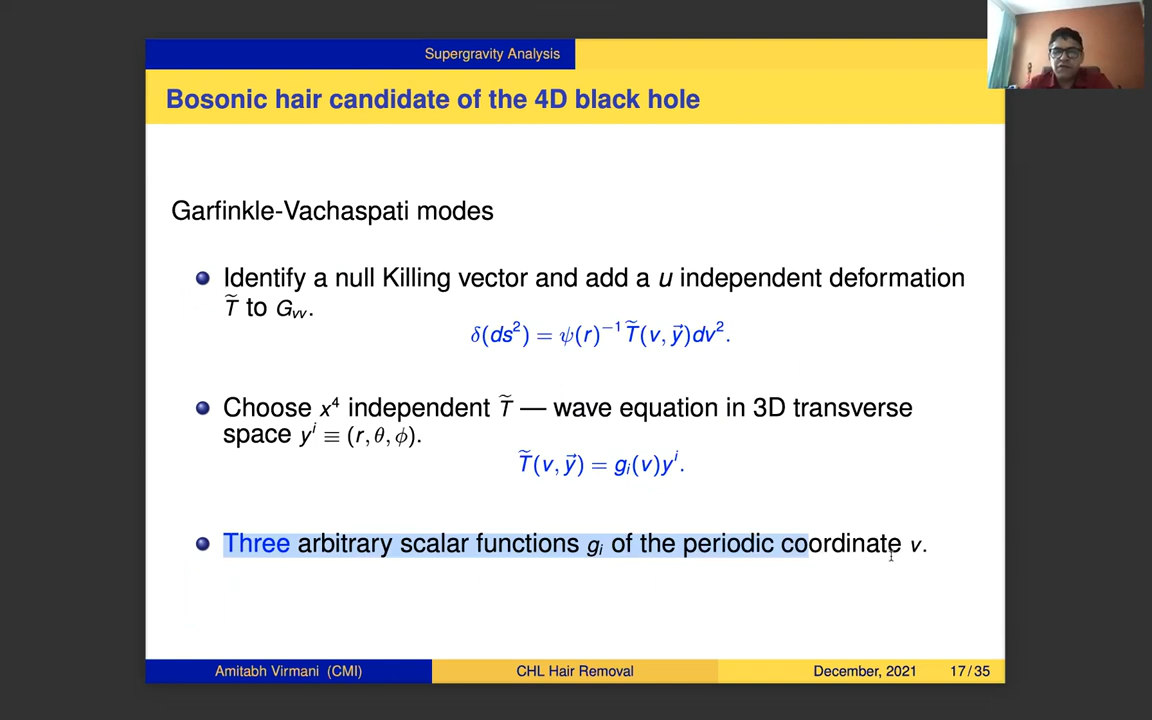 Supergravity Analysis
Bosonic hair candidate of the 4D black hole
Garfinkle-Vachaspati modes
Identify a null Killing vector and add a u independent deformation
T̃ to G_vv.
δ(ds²) = ψ(r)⁻¹ T̃(v, y⃗)dv².
Choose x⁴ independent T̃ — wave equation in 3D transverse
space yⁱ ≡ (r, θ, ϕ).
T̃(v, y⃗) = gᵢ(v)yⁱ.
Three arbitrary scalar functions gᵢ of the periodic coordinate v.
Amitabh Virmani (CMI) CHL Hair Removal December, 2021 17/35